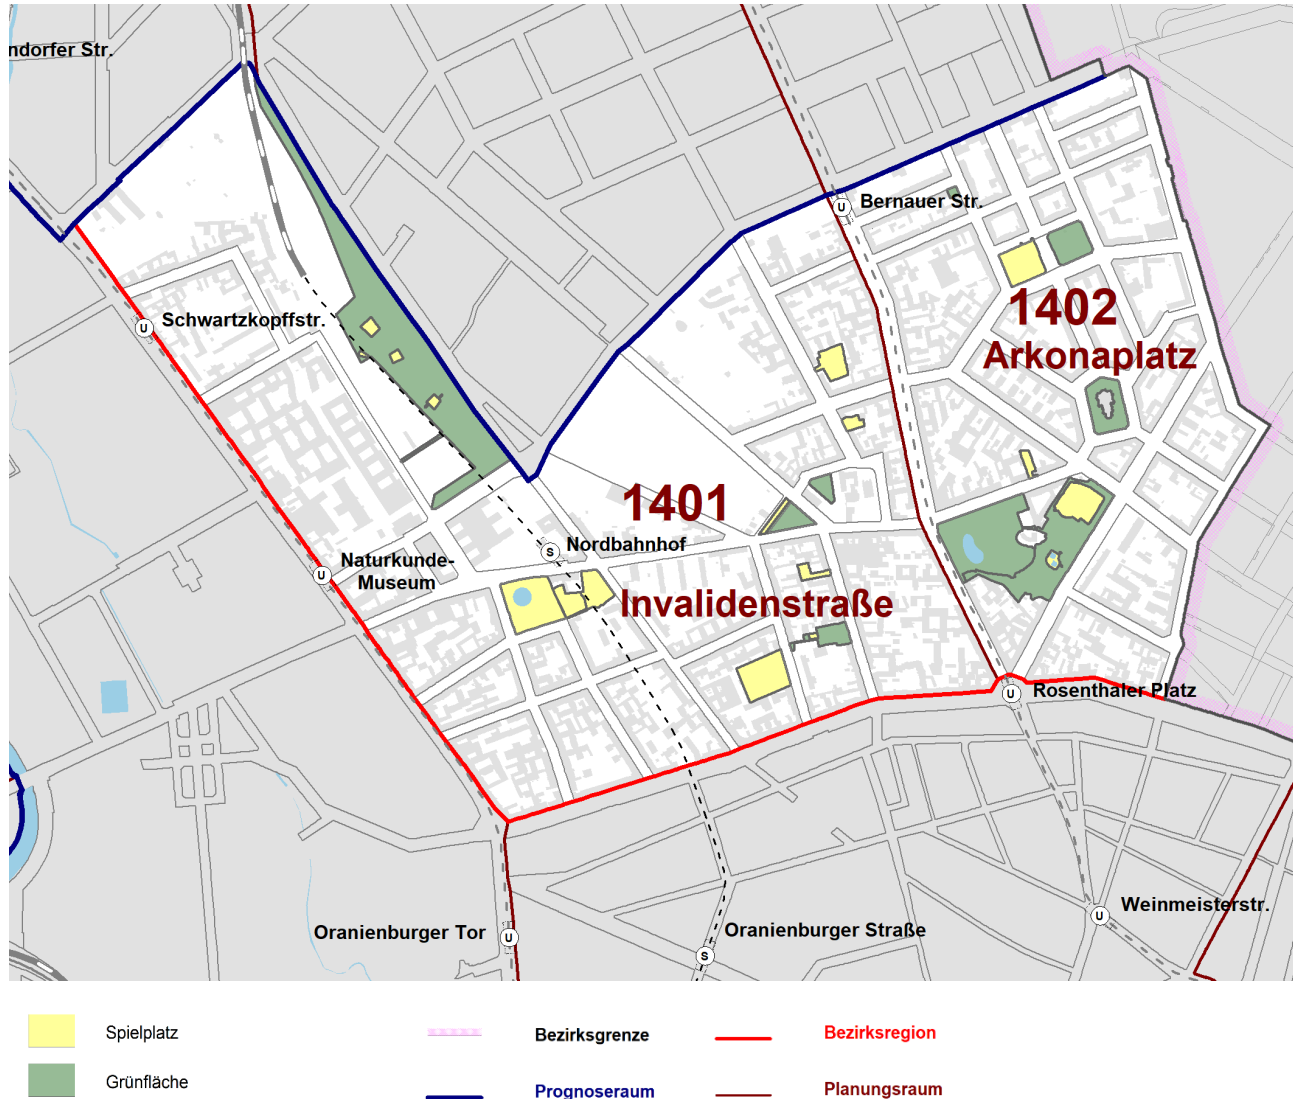 ndorfer Str.
Bernauer Str.
U
1402
Arkonaplatz
Schwartzkopffstr.
U
1401
Nordbahnhof
S
Naturkunde-
Museum
U
Invalidenstraße
Rosenthaler Platz
U
Weinmeisterstr.
U
Oranienburger Tor
U
Oranienburger Straße
S
Spielplatz
Bezirksgrenze
Bezirksregion
Grünfläche
Prognoseraum
Planungsraum